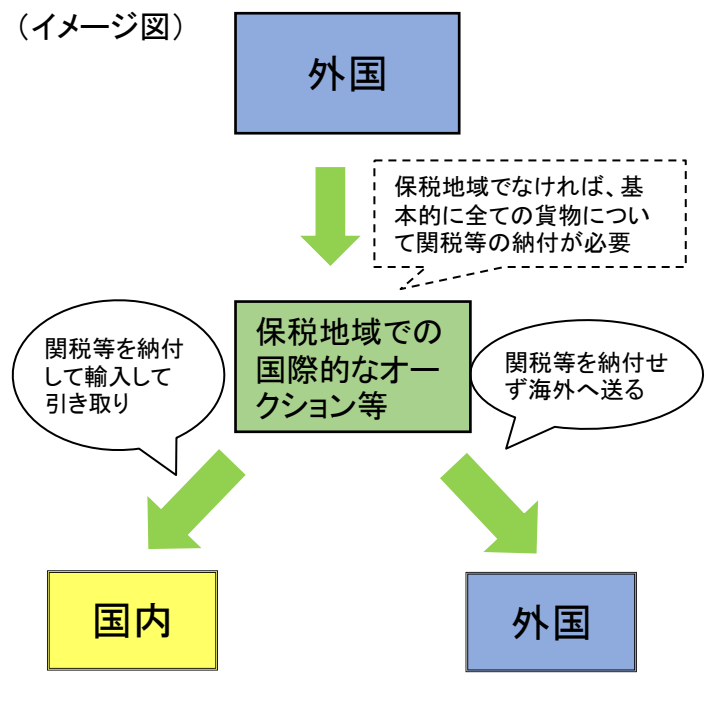 （イメージ図）
外国
保税地域でなければ、基
本的に全ての貨物につい
て関税等の納付が必要
保税地域での
国際的なオー
クション等
関税等を納付
して輸入して
引き取り
関税等を納付せ
ず海外へ送る
国内
外国